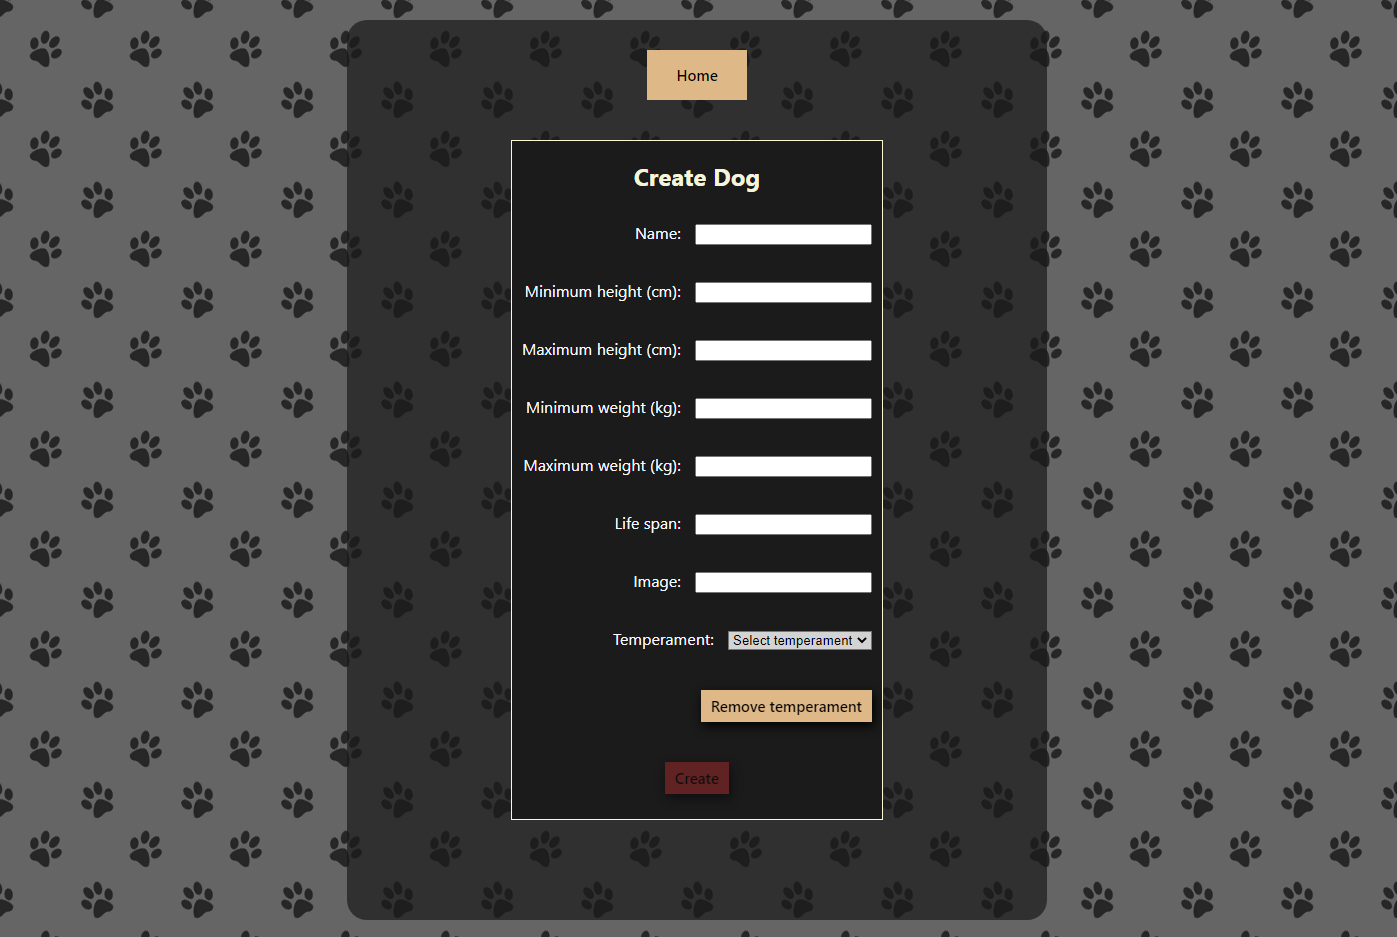 Home
Create Dog
Name:
Minimum height (cm):
Maximum height (cm):
Minimum weight (kg):
Maximum weight (kg):
Life span:
Image:
Temperament: Select temperament
Remove temperament
Create